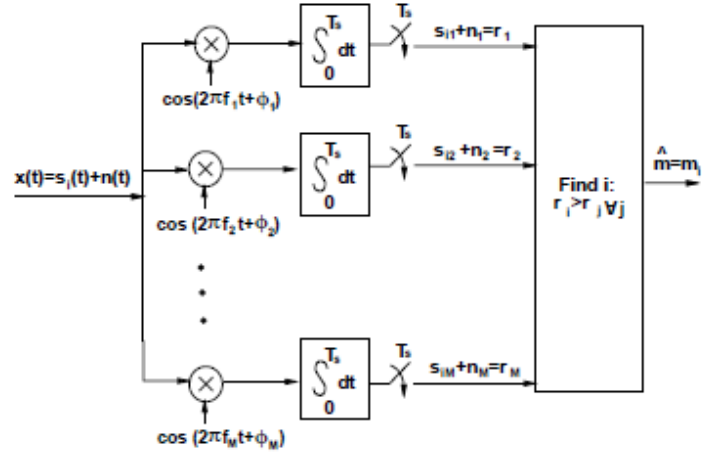 x(t)=s_i(t)+n(t)
cos(2πf_1t+ϕ_1)
∫_0^{T_s} dt
T_s
s_{i1}+n_1=r_1
cos (2πf_2t+ϕ_2)
∫_0^{T_s} dt
T_s
s_{i2}+n_2=r_2
cos (2πf_Mt+ϕ_M)
∫_0^{T_s} dt
T_s
s_{iM}+n_M=r_M
Find i:
r_i>r_j∀j
m̂=m_i